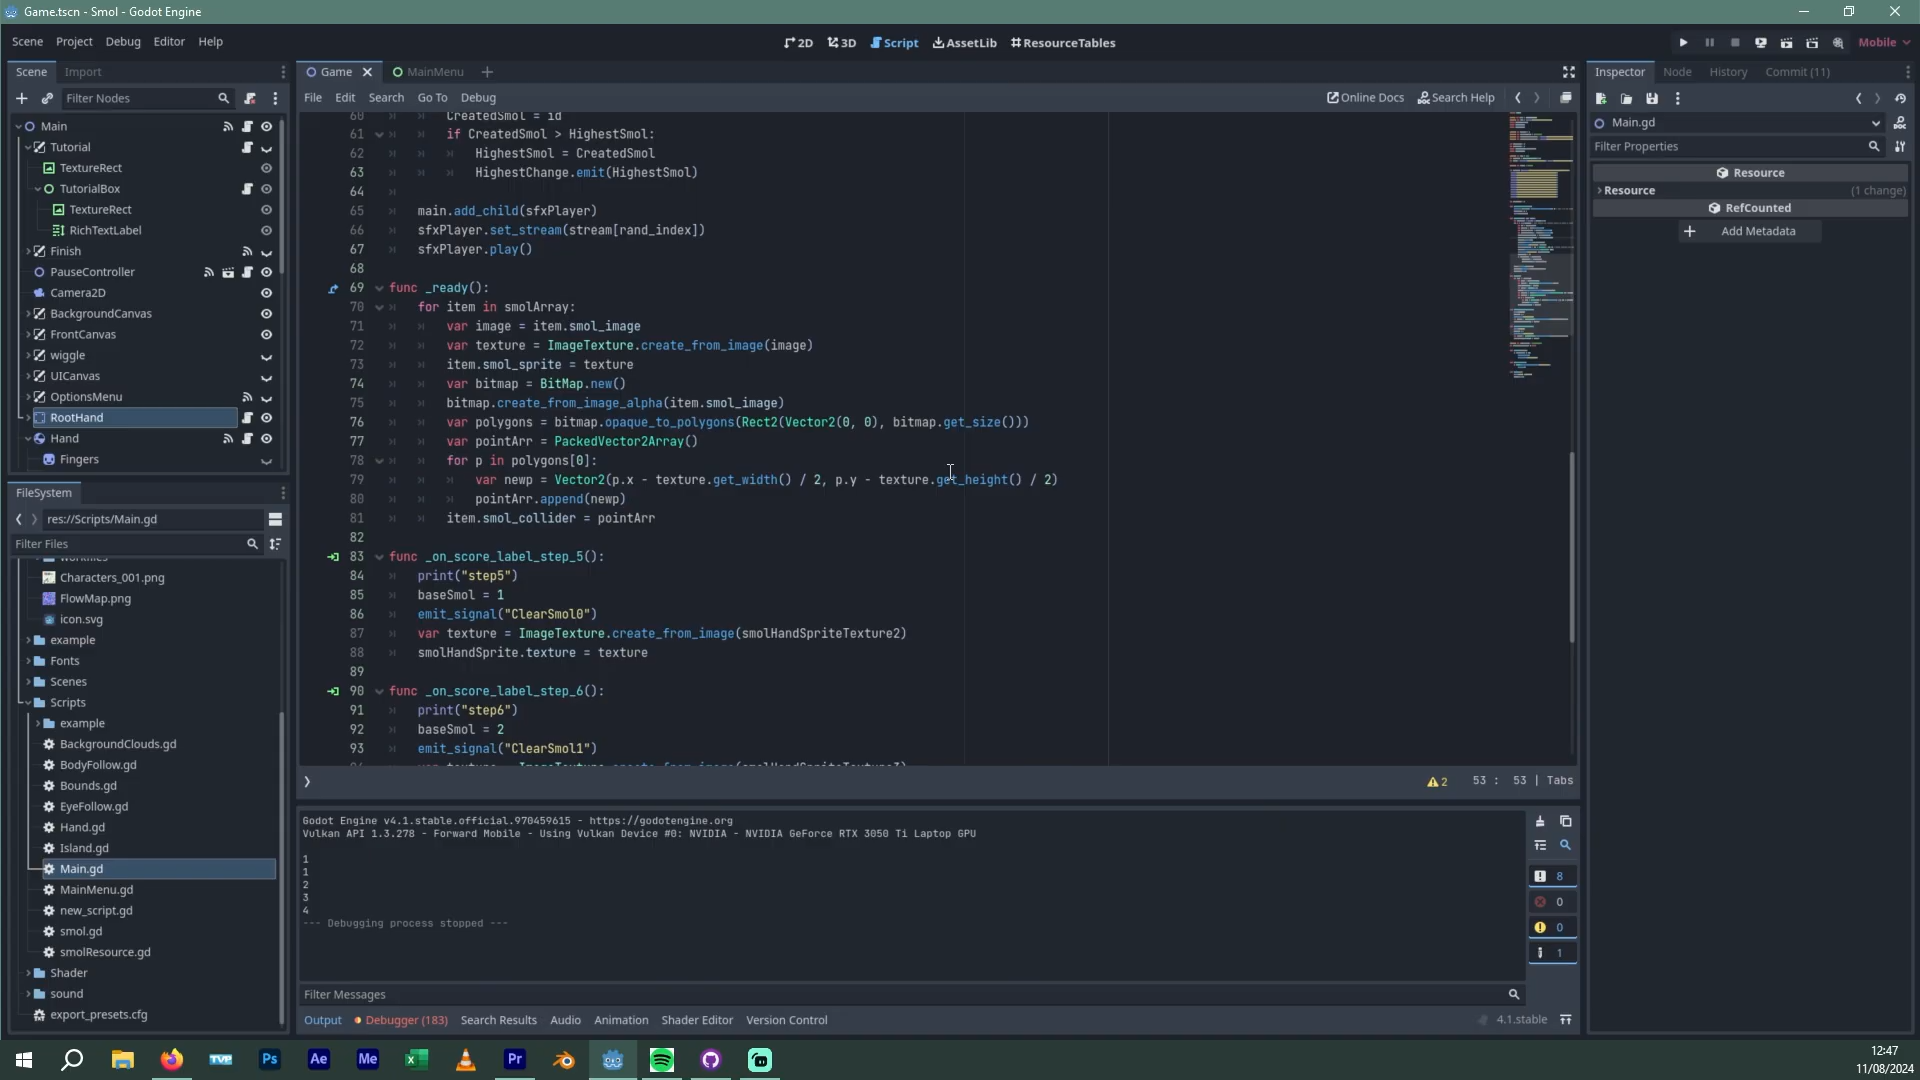 Game.tscn - Smol - Godot Engine
Scene Project Debug Editor Help
2D 3D Script AssetLib ResourceTables
Mobile
Scene Import
Game MainMenu
Inspector Node History Commit (11)
Filter Nodes
File Edit Search Go To Debug
Online Docs Search Help
Main
Tutorial
TextureRect
TutorialBox
TextureRect
RichTextLabel
Finish
PauseController
Camera2D
BackgroundCanvas
FrontCanvas
wiggle
UICanvas
OptionsMenu
RootHand
Hand
Fingers
FileSystem
res://Scripts/Main.gd
Filter Files
Characters_001.png
FlowMap.png
icon.svg
example
Fonts
Scenes
Scripts
example
BackgroundClouds.gd
BodyFollow.gd
Bounds.gd
EyeFollow.gd
Hand.gd
Island.gd
Main.gd
MainMenu.gd
new_script.gd
smol.gd
smolResource.gd
Shader
sound
export_presets.cfg
60 CreatedSmol = id
61 if CreatedSmol > HighestSmol:
62 HighestSmol = CreatedSmol
63 HighestChange.emit(HighestSmol)
64
65 main.add_child(sfxPlayer)
66 sfxPlayer.set_stream(stream[rand_index])
67 sfxPlayer.play()
68
69 func _ready():
70 for item in smolArray:
71 var image = item.smol_image
72 var texture = ImageTexture.create_from_image(image)
73 item.smol_sprite = texture
74 var bitmap = BitMap.new()
75 bitmap.create_from_image_alpha(item.smol_image)
76 var polygons = bitmap.opaque_to_polygons(Rect2(Vector2(0, 0), bitmap.get_size()))
77 var pointArr = PackedVector2Array()
78 for p in polygons[0]:
79 var newp = Vector2(p.x - texture.get_width() / 2, p.y - texture.get_height() / 2)
80 pointArr.append(newp)
81 item.smol_collider = pointArr
82
83 func _on_score_label_step_5():
84 print("step5")
85 baseSmol = 1
86 emit_signal("ClearSmol0")
87 var texture = ImageTexture.create_from_image(smolHandSpriteTexture2)
88 smolHandSprite.texture = texture
89
90 func _on_score_label_step_6():
91 print("step6")
92 baseSmol = 2
93 emit_signal("ClearSmol1")
2 53 : 53 | Tabs
Godot Engine v4.1.stable.official.970459615 - https://godotengine.org
Vulkan API 1.3.278 - Forward Mobile - Using Vulkan Device #0: NVIDIA - NVIDIA GeForce RTX 3050 Ti Laptop GPU
1
1
2
3
4
--- Debugging process stopped ---
8
0
0
1
Filter Messages
Output Debugger (183) Search Results Audio Animation Shader Editor Version Control
4.1.stable
Main.gd
Filter Properties
Resource
Resource (1 change)
RefCounted
Add Metadata
TVP Ps Ae Me Pr
12:47
11/08/2024